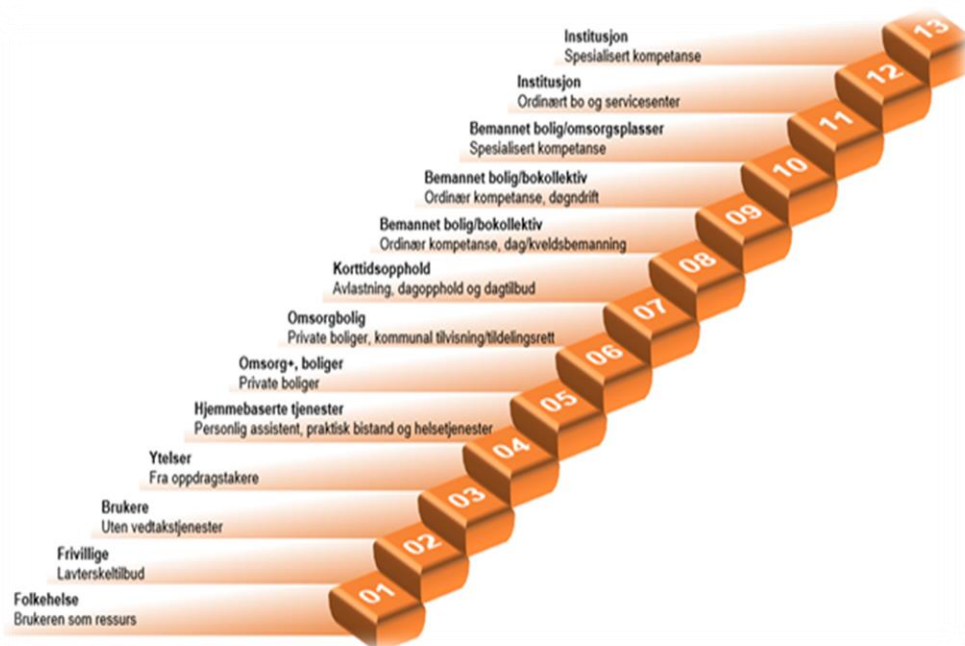 Institusjon
Spesialisert kompetanse
13
Institusjon
Ordinært bo og servicesenter
12
Bemannet bolig/omsorgsplasser
Spesialisert kompetanse
11
Bemannet bolig/bokollektiv
Ordinær kompetanse, døgndrift
10
Bemannet bolig/bokollektiv
Ordinær kompetanse, dag/kveldsbemanning
09
Korttidsopphold
Avlastning, dagopphold og dagtilbud
08
Omsorgbolig
Private boliger, kommunal tilvisning/tildelingsrett
07
Omsorg+, boliger
Private boliger
06
Hjemmebaserte tjenester
Personlig assistent, praktisk bistand og helsetjenester
05
Ytelser
Fra oppdragstakere
04
Brukere
Uten vedtakstjenester
03
Frivillige
Lavterskeltilbud
02
Folkehelse
Brukeren som ressurs
01